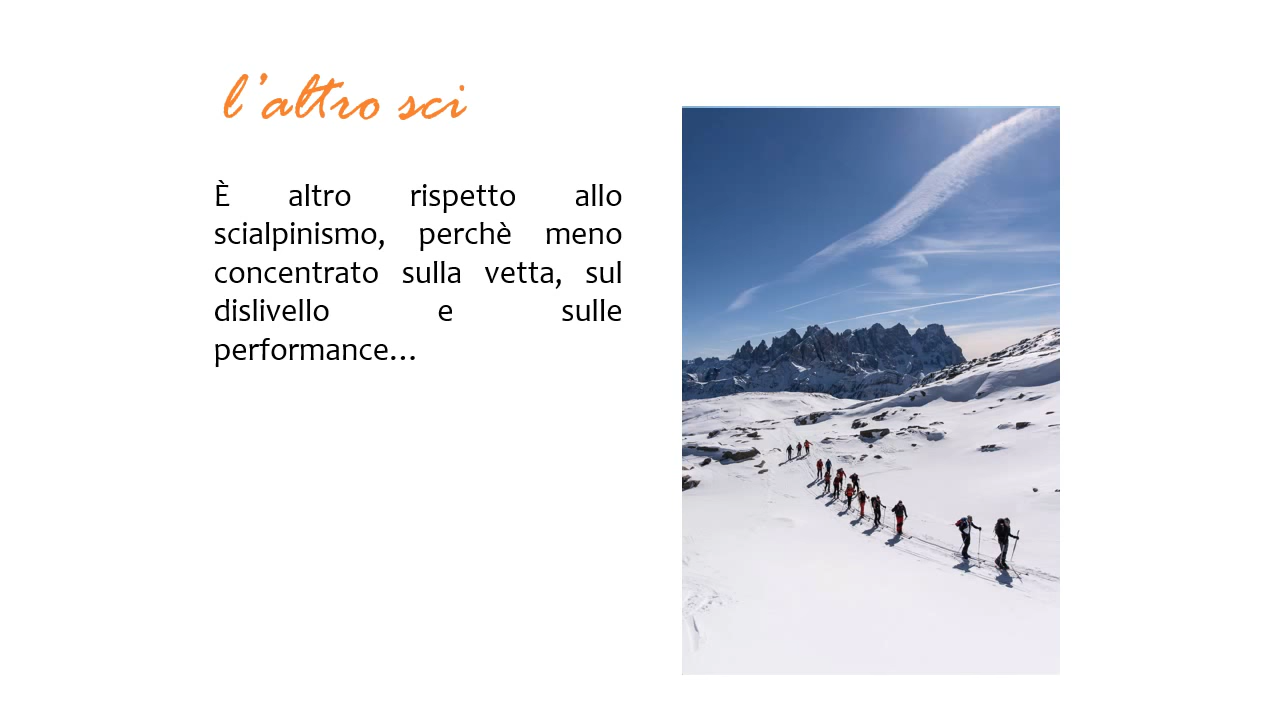 l'altro sci
È altro rispetto allo
scialpinismo, perchè meno
concentrato sulla vetta, sul
dislivello e sulle
performance…